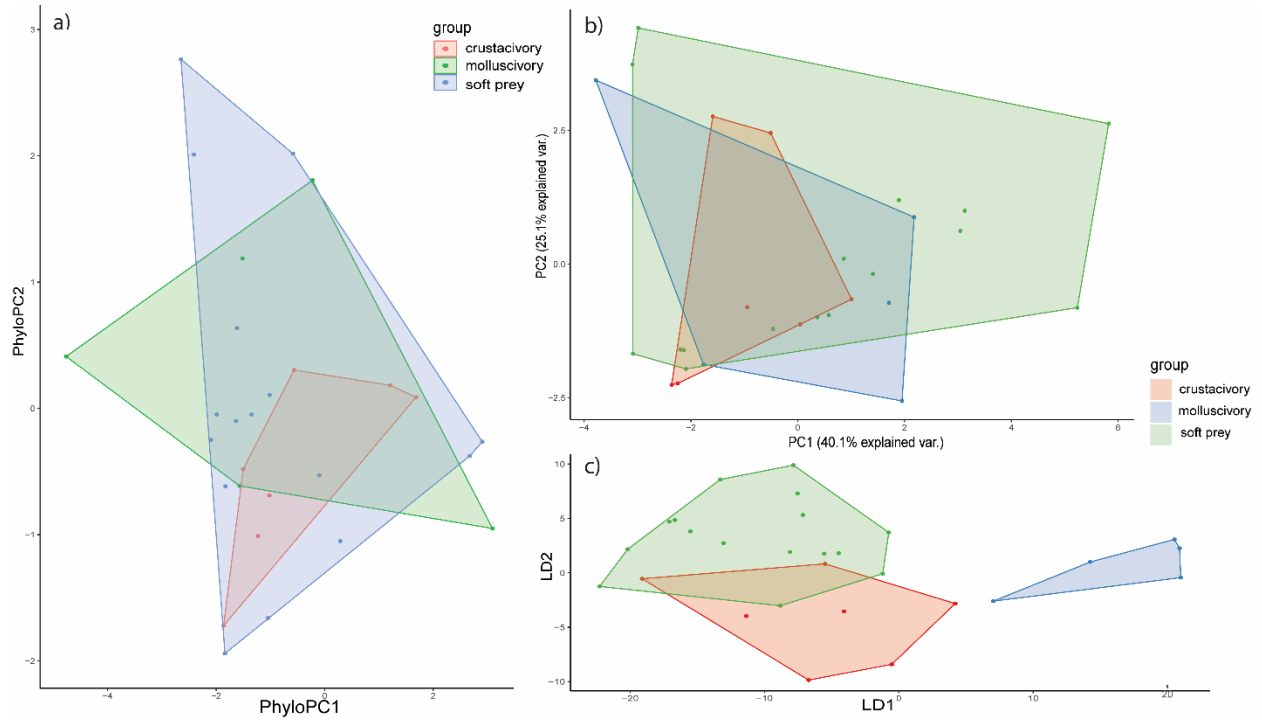 a)
group
crustacivory
molluscivory
soft prey
3
2
1
0
-1
-2
PhyloPC2
-4
-2
0
2
PhyloPC1
b)
2.5
0.0
-2.5
PC2 (25.1% explained var.)
-4
-2
0
2
4
6
PC1 (40.1% explained var.)
group
crustacivory
molluscivory
soft prey
c)
10
5
0
-5
-10
LD2
-20
-10
0
10
20
LD1